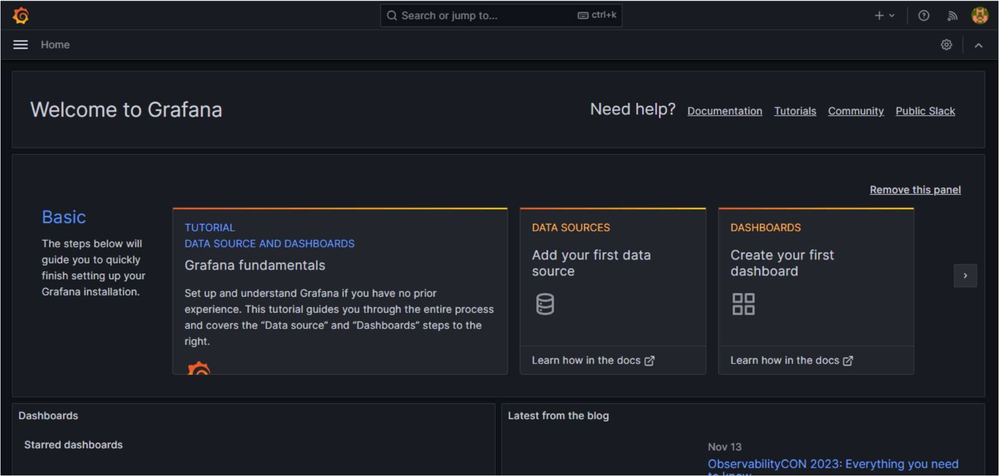 Search or jump to... ctrl+k
Home
Welcome to Grafana
Need help? Documentation Tutorials Community Public Slack
Remove this panel
Basic
The steps below will
guide you to quickly
finish setting up your
Grafana installation.
TUTORIAL
DATA SOURCE AND DASHBOARDS
Grafana fundamentals
Set up and understand Grafana if you have no prior
experience. This tutorial guides you through the entire process
and covers the “Data source” and “Dashboards” steps to the
right.
DATA SOURCES
Add your first data
source
Learn how in the docs
DASHBOARDS
Create your first
dashboard
Learn how in the docs
Dashboards
Starred dashboards
Latest from the blog
Nov 13
ObservabilityCON 2023: Everything you need
to know